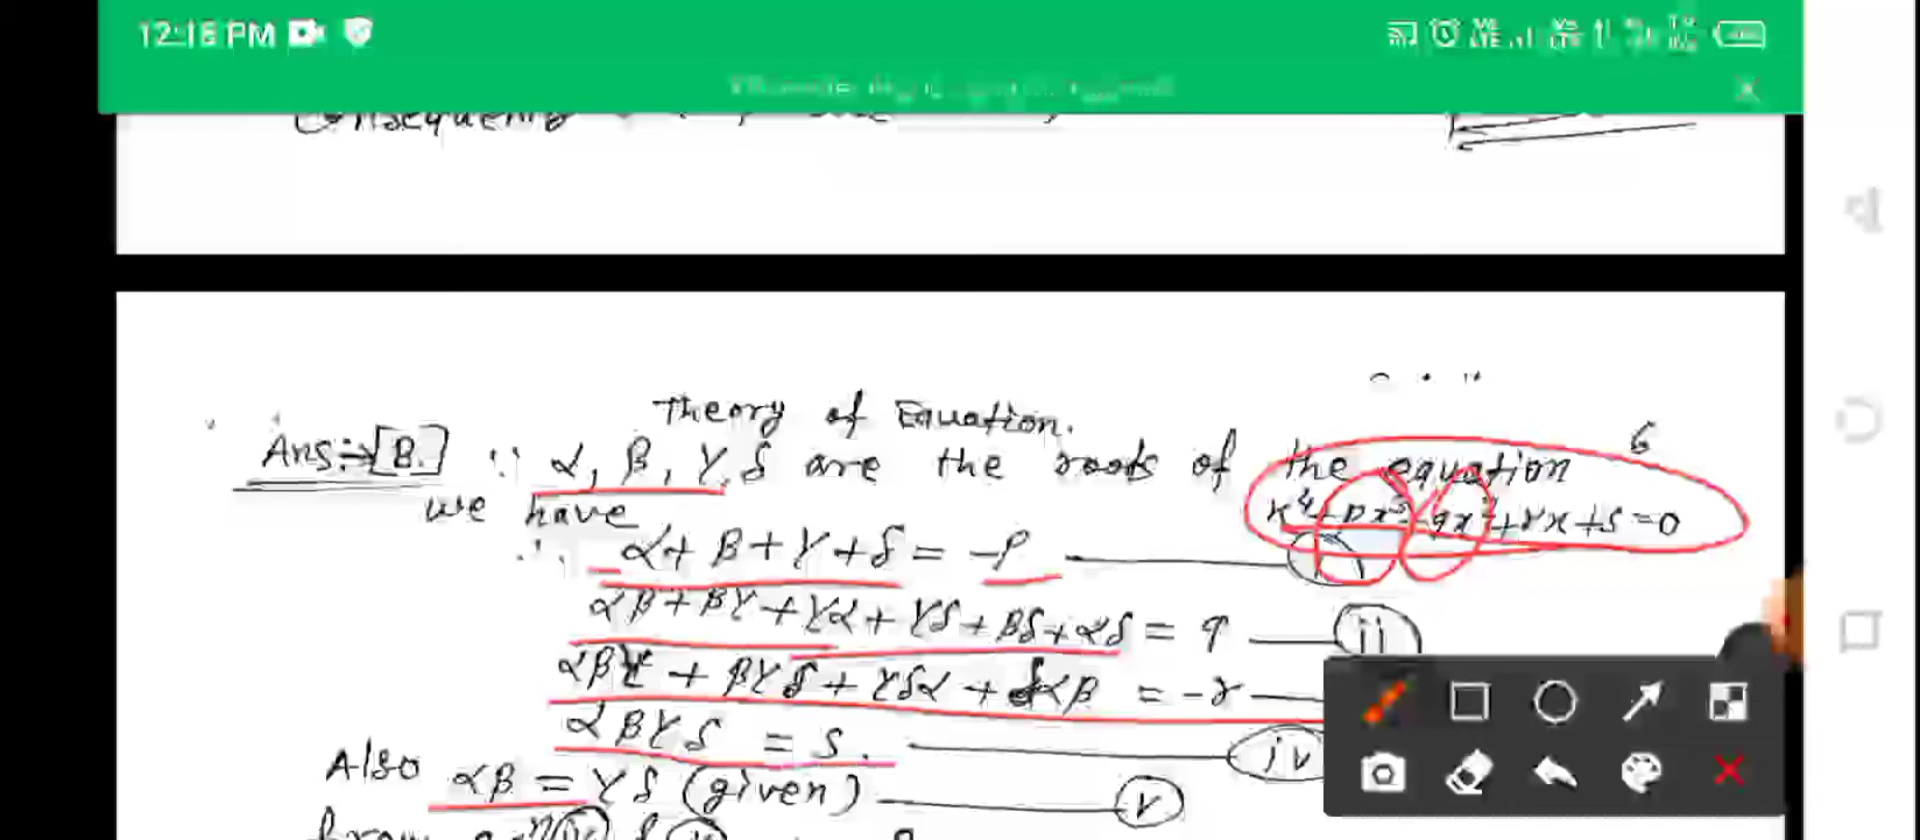 12:18 PM
Theory of Equation.
6
Ans:→ B. ∵ α, β, γ, δ are the roots of the equation
we have x⁴+px³+qx²+rx+s=0
∴ α+β+γ+δ = -p
αβ+βγ+γα+γδ+βδ+αδ = q (ii)
αβγ + βγδ + γδα + δαβ = -r
αβγδ = s. (iv)
Also αβ = γδ (given) (v)